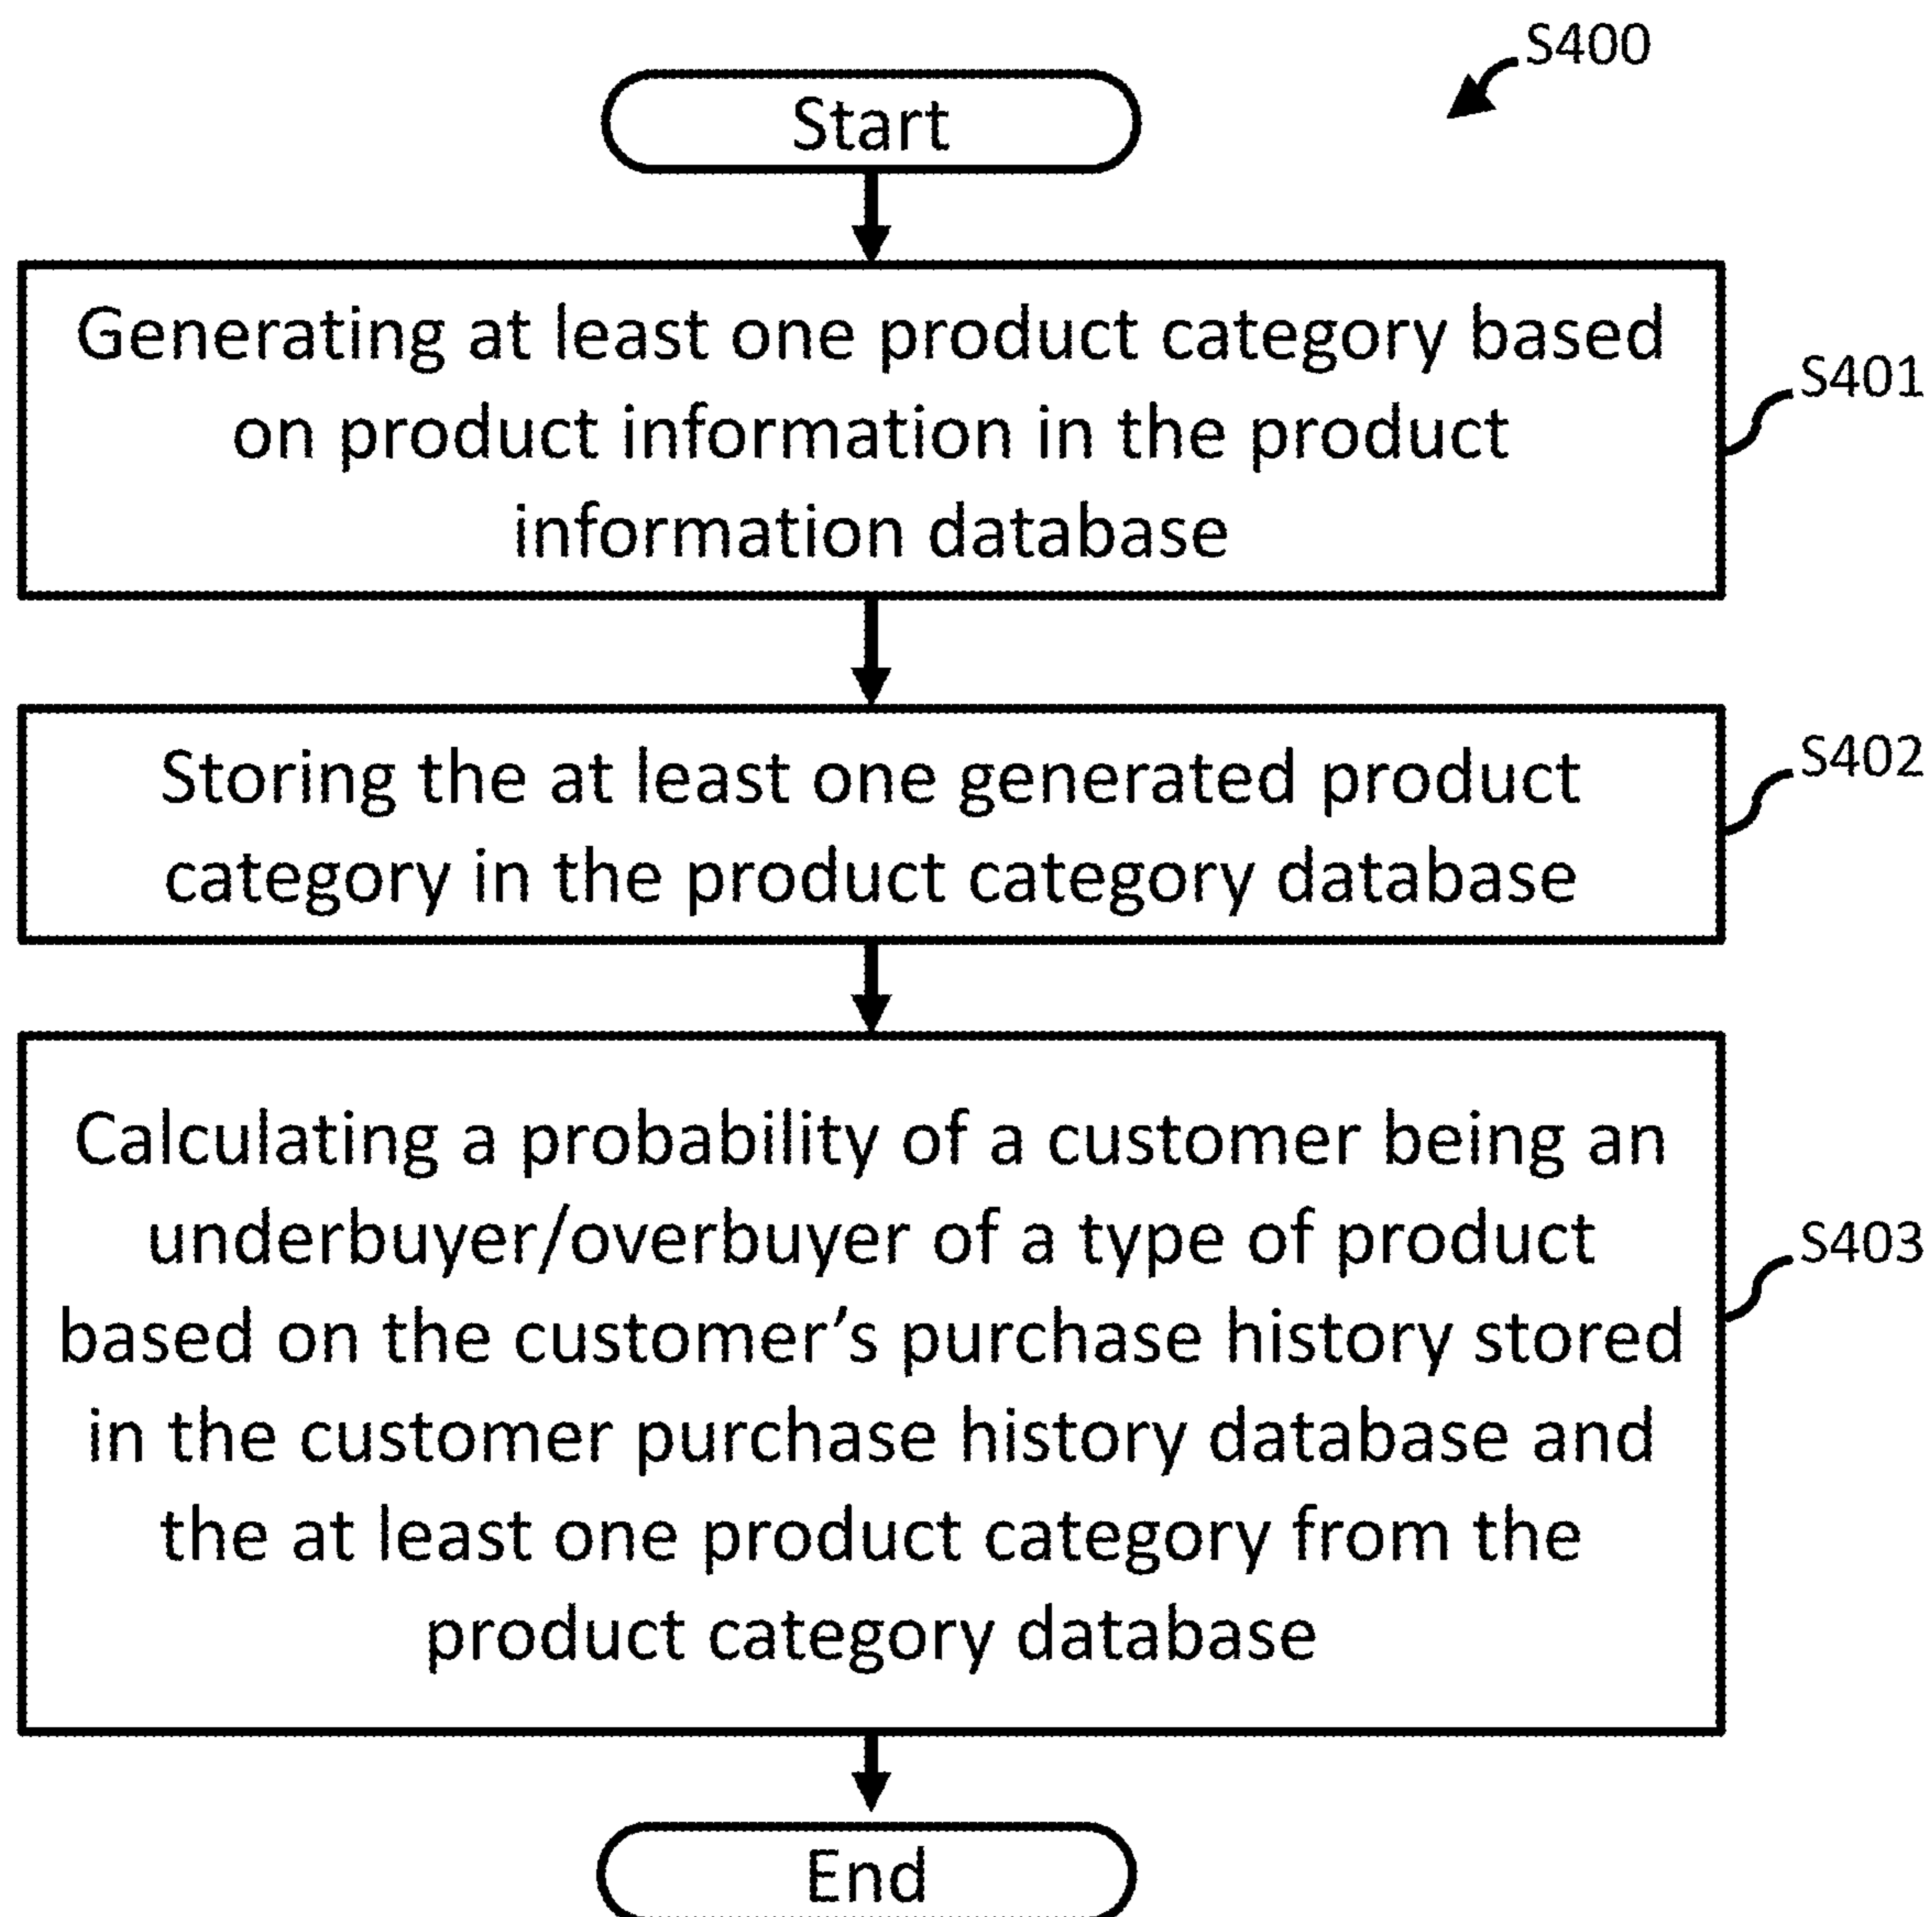 S400
Start
Generating at least one product category based
on product information in the product
information database
S401
Storing the at least one generated product
category in the product category database
S402
Calculating a probability of a customer being an
underbuyer/overbuyer of a type of product
based on the customer’s purchase history stored
in the customer purchase history database and
the at least one product category from the
product category database
S403
End